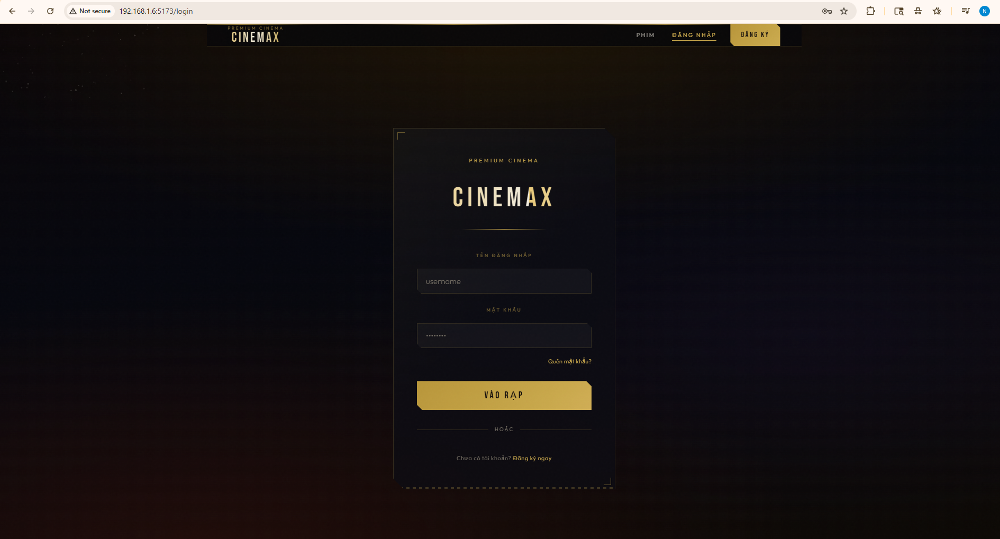 Not secure
192.168.1.6:5173/login
N
PREMIUM CINEMA
CINEMAX
PHIM
ĐĂNG NHẬP
ĐĂNG KÝ
PREMIUM CINEMA
CINEMAX
TÊN ĐĂNG NHẬP
username
MẬT KHẨU
••••••••
Quên mật khẩu?
VÀO RẠP
HOẶC
Chưa có tài khoản? Đăng ký ngay